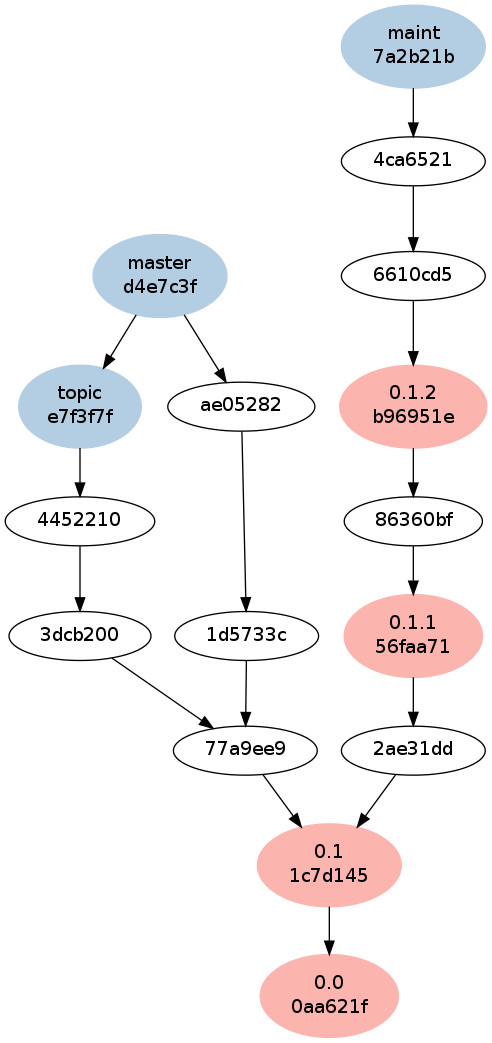 maint
7a2b21b
4ca6521
master
d4e7c3f
6610cd5
topic
e7f3f7f
ae05282
0.1.2
b96951e
4452210
86360bf
3dcb200
1d5733c
0.1.1
56faa71
77a9ee9
2ae31dd
0.1
1c7d145
0.0
0aa621f